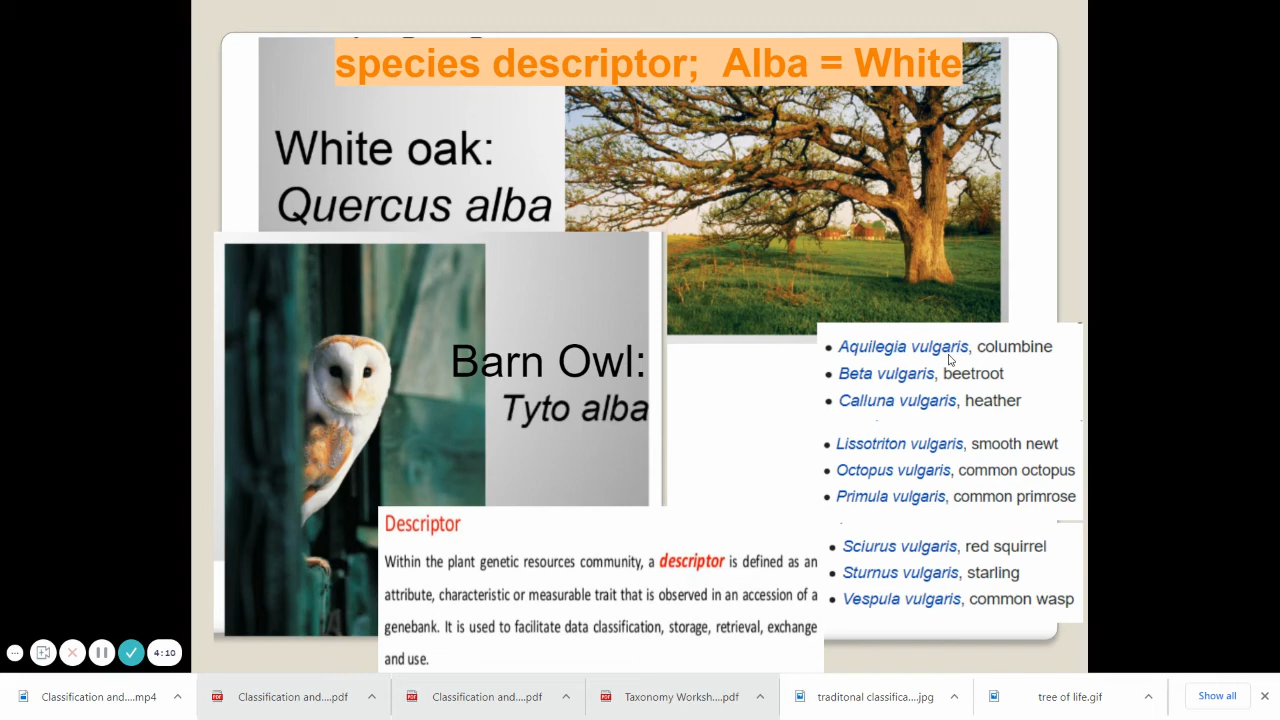 species descriptor;  Alba = White
White oak:
Quercus alba
Barn Owl:
Tyto alba
Aquilegia vulgaris, columbine
Beta vulgaris, beetroot
Calluna vulgaris, heather
Lissotriton vulgaris, smooth newt
Octopus vulgaris, common octopus
Primula vulgaris, common primrose
Sciurus vulgaris, red squirrel
Sturnus vulgaris, starling
Vespula vulgaris, common wasp
Descriptor
Within the plant genetic resources community, a descriptor is defined as an
attribute, characteristic or measurable trait that is observed in an accession of a
genebank. It is used to facilitate data classification, storage, retrieval, exchange
and use.
4:10
Classification and....mp4
Classification and....pdf
Classification and....pdf
Taxonomy Worksh....pdf
traditonal classifica....jpg
tree of life.gif
Show all